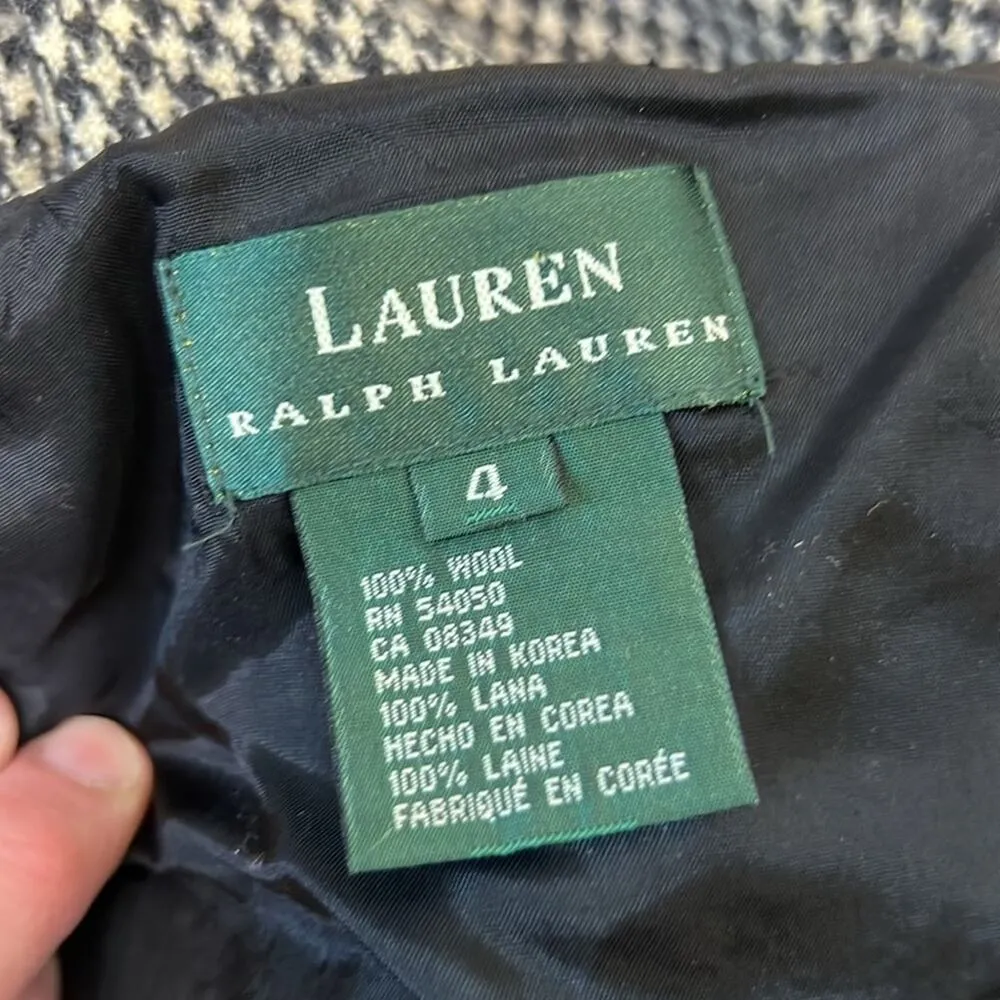 LAUREN
RALPH LAUREN
4
100% WOOL
RN 54050
CA 08349
MADE IN KOREA
100% LANA
HECHO EN COREA
100% LAINE
FABRIQUÉ EN CORÉE